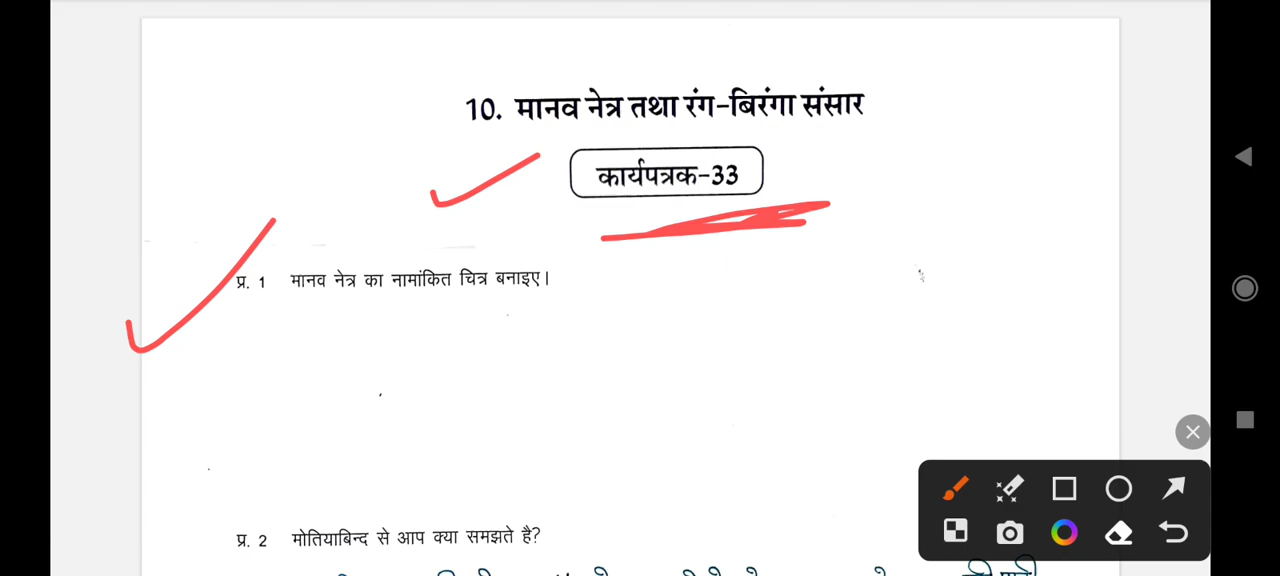 10. मानव नेत्र तथा रंग-बिरंगा संसार
कार्यपत्रक-33
प्र. 1 मानव नेत्र का नामांकित चित्र बनाइए।
प्र. 2 मोतियाबिन्द से आप क्या समझते है?